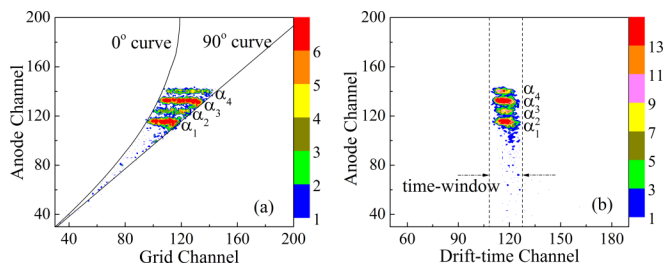 200
160
120
80
40
Anode Channel
0° curve
90° curve
α₄
α₃
α₂
α₁
(a)
40 80 120 160 200
Grid Channel
6
5
4
3
2
1
200
160
120
80
40
Anode Channel
α₄
α₃
α₂
α₁
time-window
(b)
60 90 120 150 180
Drift-time Channel
13
11
9
7
5
3
1